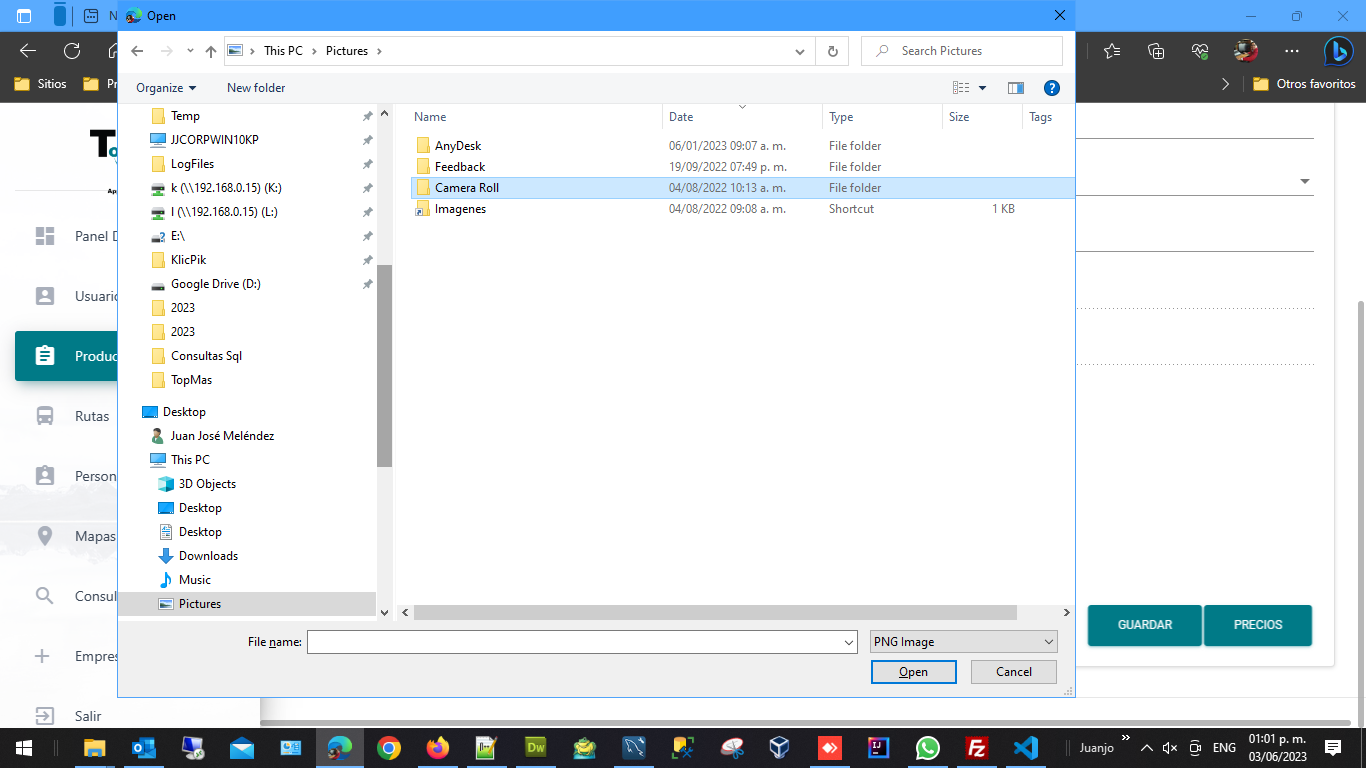 N
Open
Sitios
Pr
Otros favoritos
This PC
Pictures
Search Pictures
Organize
New folder
Name
Date
Type
Size
Tags
AnyDesk
06/01/2023 09:07 a. m.
File folder
Feedback
19/09/2022 07:49 p. m.
File folder
Camera Roll
04/08/2022 10:13 a. m.
File folder
Imagenes
04/08/2022 09:08 a. m.
Shortcut
1 KB
Temp
JJCORPWIN10KP
LogFiles
k (\\192.168.0.15) (K:)
l (\\192.168.0.15) (L:)
E:\
KlicPik
Google Drive (D:)
2023
2023
Consultas Sql
TopMas
Desktop
Juan José Meléndez
This PC
3D Objects
Desktop
Desktop
Downloads
Music
Pictures
File name:
PNG Image
Open
Cancel
To
Ap
Panel D
Usuario
Produc
Rutas
Person
Mapas
Consul
Empres
Salir
GUARDAR
PRECIOS
Dw
IJ
Fz
Juanjo
ENG
01:01 p. m.
03/06/2023